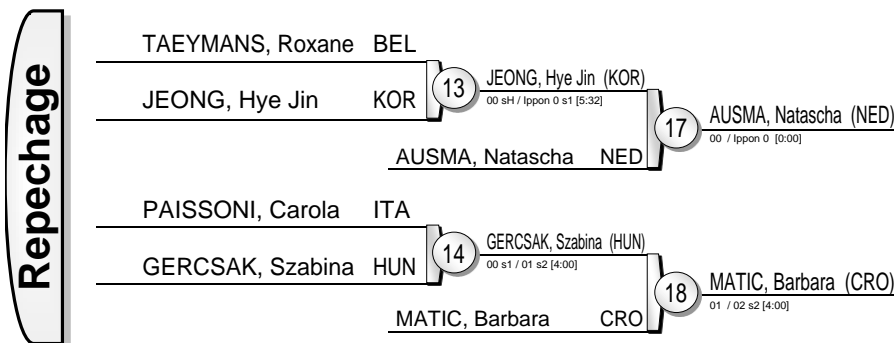 Repechage
TAEYMANS, Roxane BEL
JEONG, Hye Jin KOR
13
JEONG, Hye Jin (KOR)
00 sH / Ippon 0 s1 [5:32]
AUSMA, Natascha NED
17
AUSMA, Natascha (NED)
00 / Ippon 0 [0:00]
PAISSONI, Carola ITA
GERCSAK, Szabina HUN
14
GERCSAK, Szabina (HUN)
00 s1 / 01 s2 [4:00]
MATIC, Barbara CRO
18
MATIC, Barbara (CRO)
01 / 02 s2 [4:00]